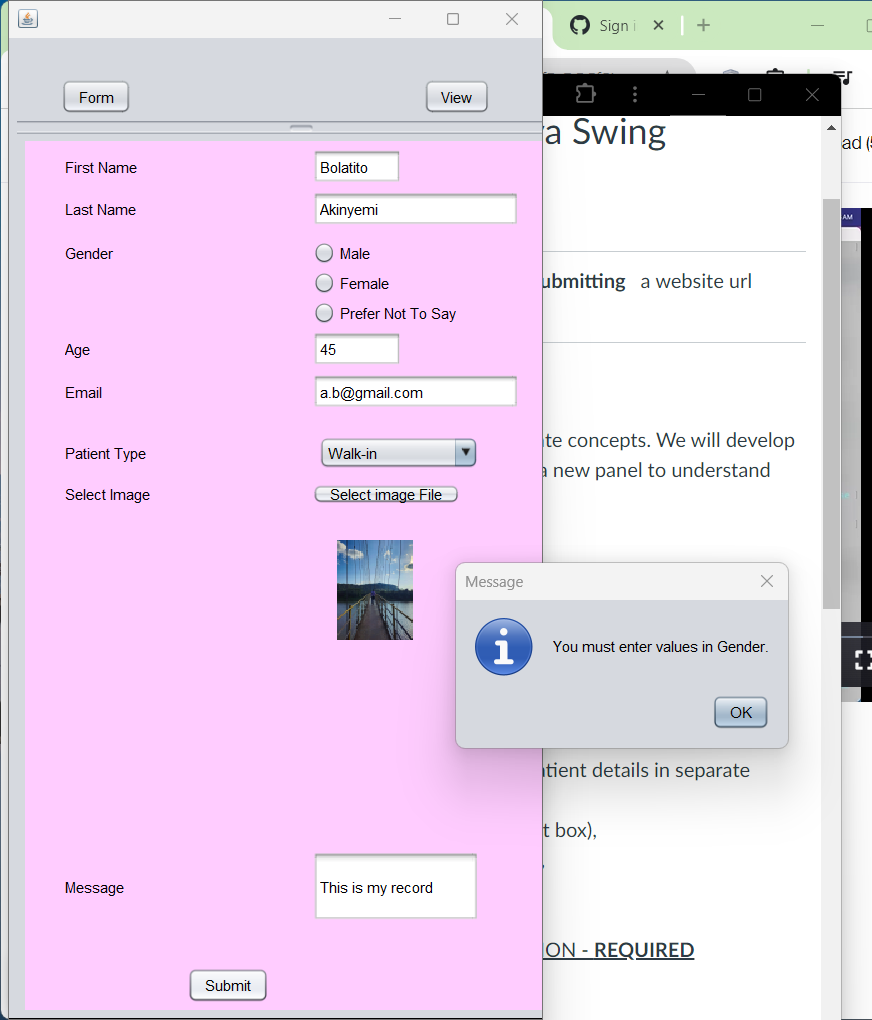 Form
View
First Name
Bolatito
Last Name
Akinyemi
Gender
Male
Female
Prefer Not To Say
Age
45
Email
a.b@gmail.com
Patient Type
Walk-in
Select Image
Select image File
Message
This is my record
Submit
Message
You must enter values in Gender.
OK
Sign i
Swing
ubmitting a website url
te concepts. We will develop
a new panel to understand
atient details in separate
t box),
ION - REQUIRED
AM